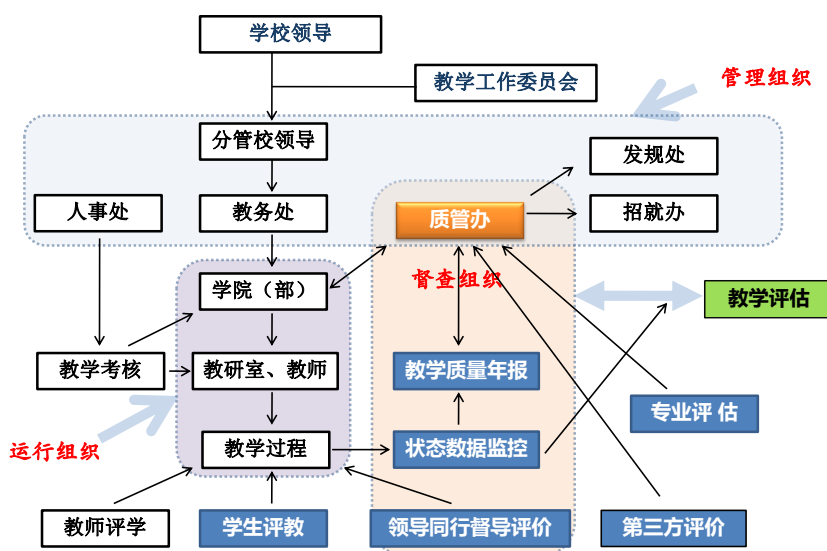 学校领导
教学工作委员会
管理组织
分管校领导
发规处
人事处
教务处
质管办
招就办
督查组织
学院（部）
教学评估
教学考核
教研室、教师
教学质量年报
专业评 估
运行组织
教学过程
状态数据监控
教师评学
学生评教
领导同行督导评价
第三方评价